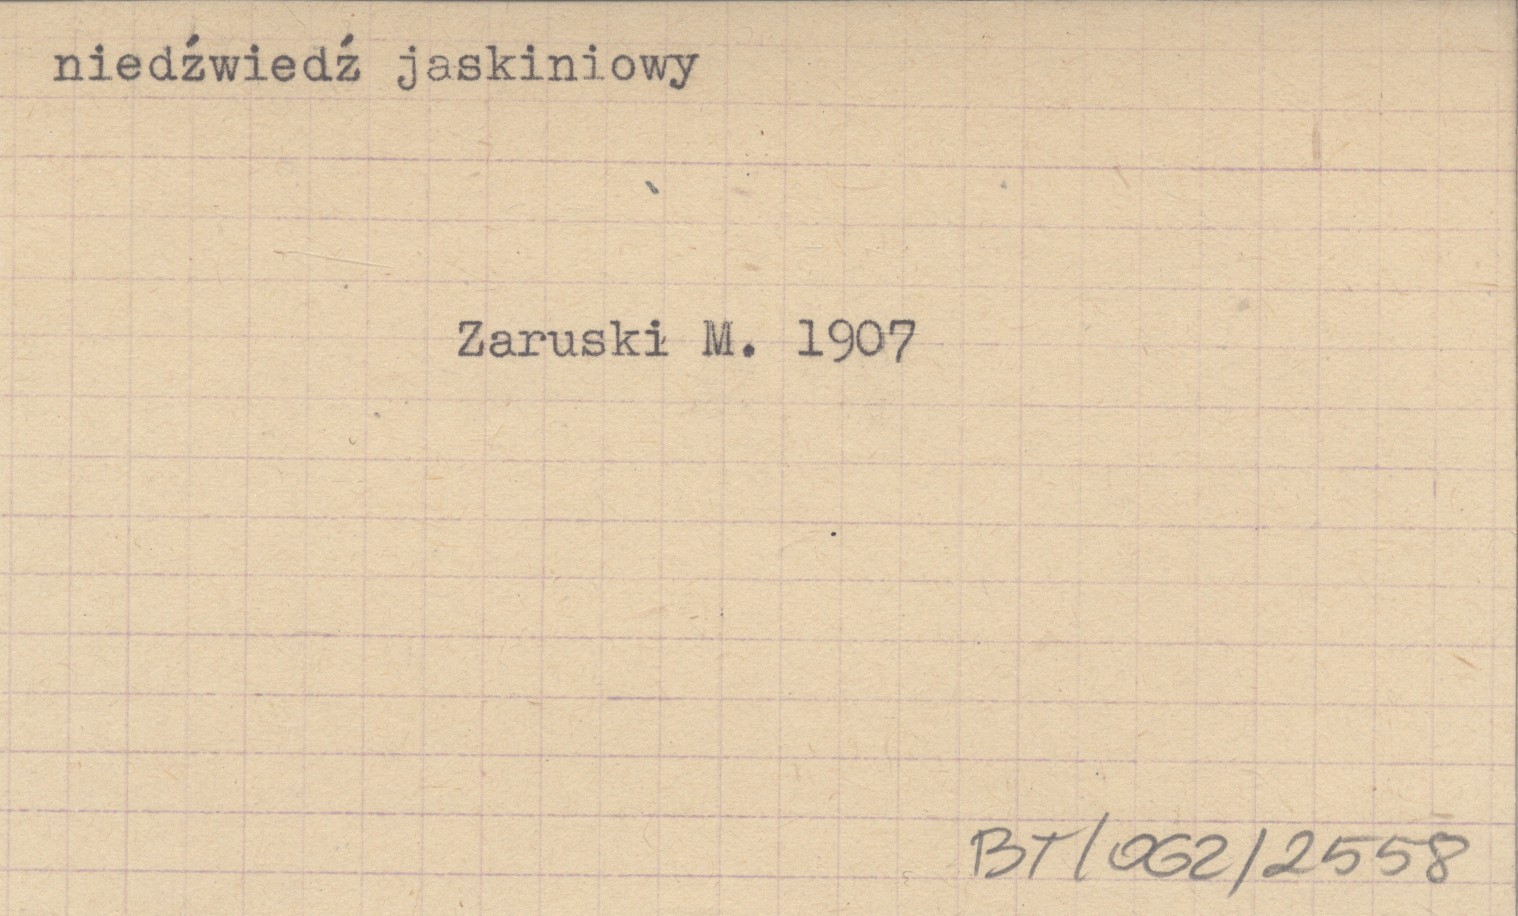 niedźwiedź jaskiniowy
Zaruski M. 1907
BT/062/2558